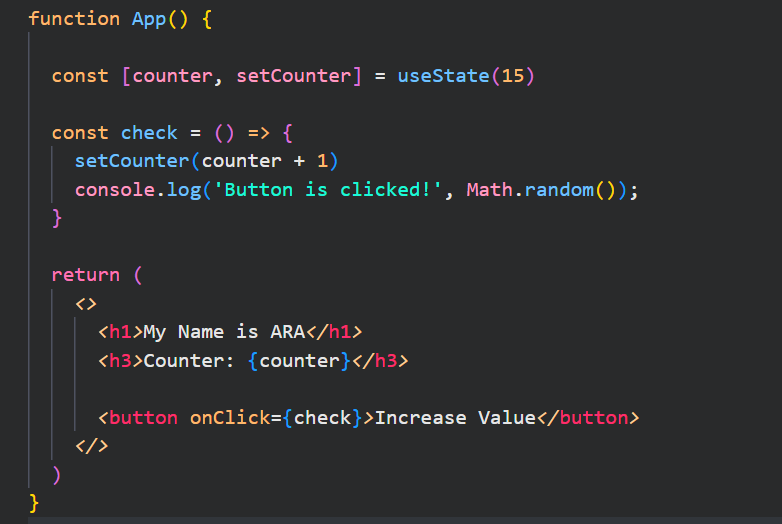 function App() {
const [counter, setCounter] = useState(15)
const check = () => {
setCounter(counter + 1)
console.log('Button is clicked!', Math.random());
}
return (
<>
<h1>My Name is ARA</h1>
<h3>Counter: {counter}</h3>
<button onClick={check}>Increase Value</button>
</>
)
}